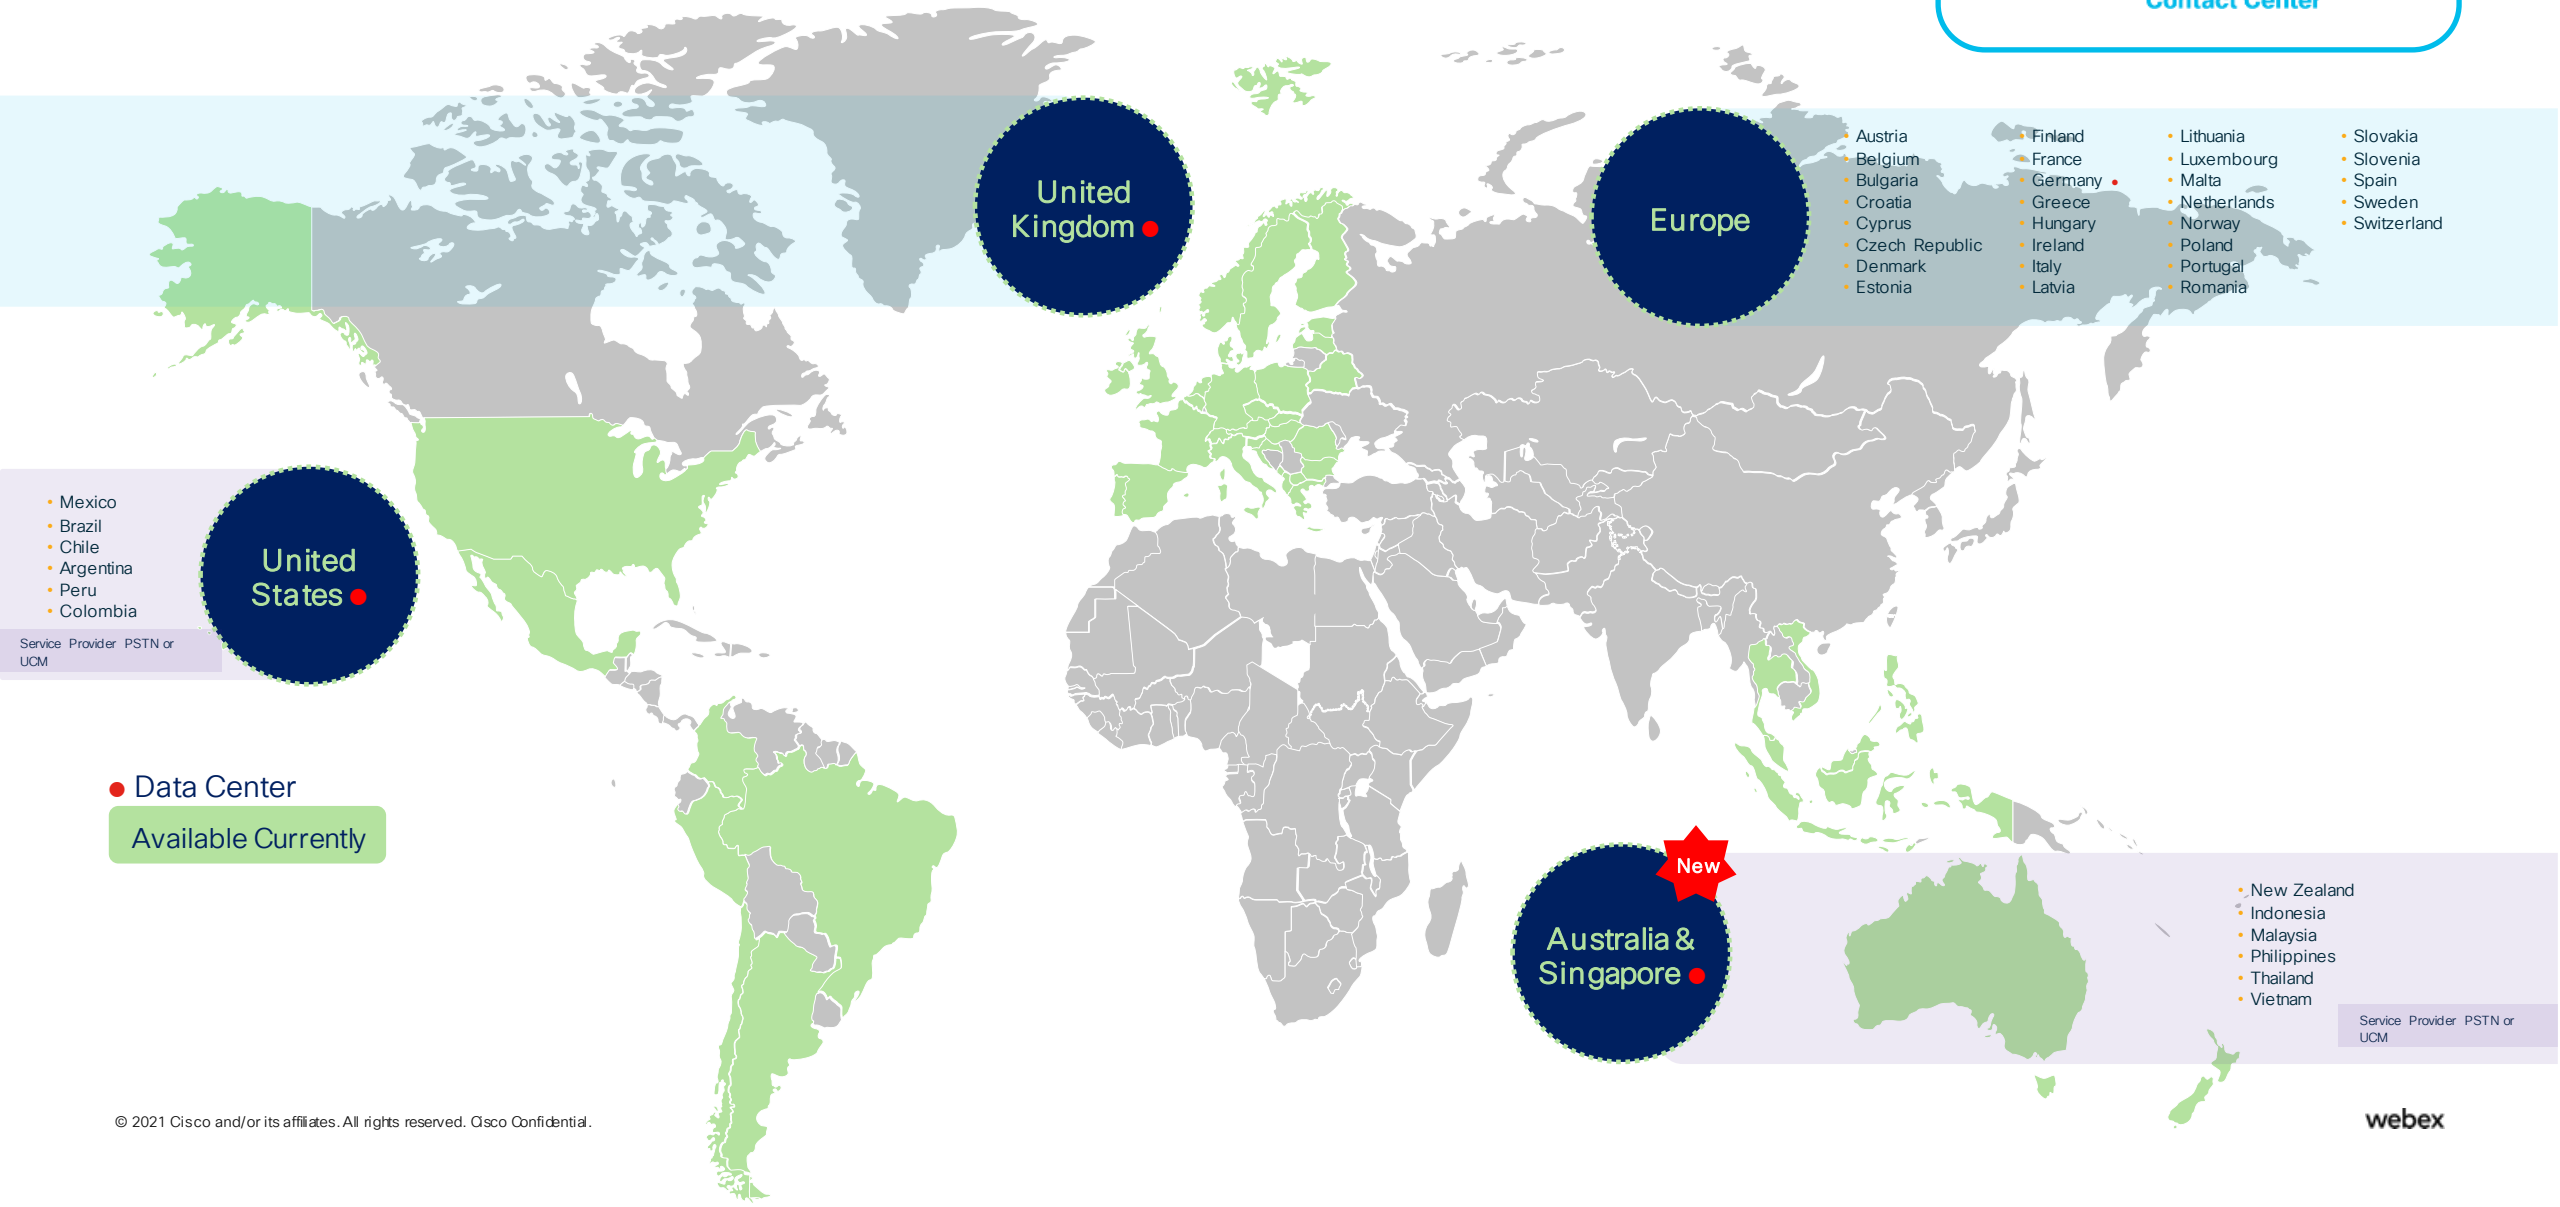 Contact Center
United
Kingdom
Europe
Austria
Belgium
Bulgaria
Croatia
Cyprus
Czech Republic
Denmark
Estonia
Finland
France
Germany
Greece
Hungary
Ireland
Italy
Latvia
Lithuania
Luxembourg
Malta
Netherlands
Norway
Poland
Portugal
Romania
Slovakia
Slovenia
Spain
Sweden
Switzerland
Mexico
Brazil
Chile
Argentina
Peru
Colombia
Service Provider PSTN or
UCM
United
States
Data Center
Available Currently
New
Australia &
Singapore
New Zealand
Indonesia
Malaysia
Philippines
Thailand
Vietnam
Service Provider PSTN or
UCM
© 2021 Cisco and/or its affiliates. All rights reserved. Cisco Confidential.
webex